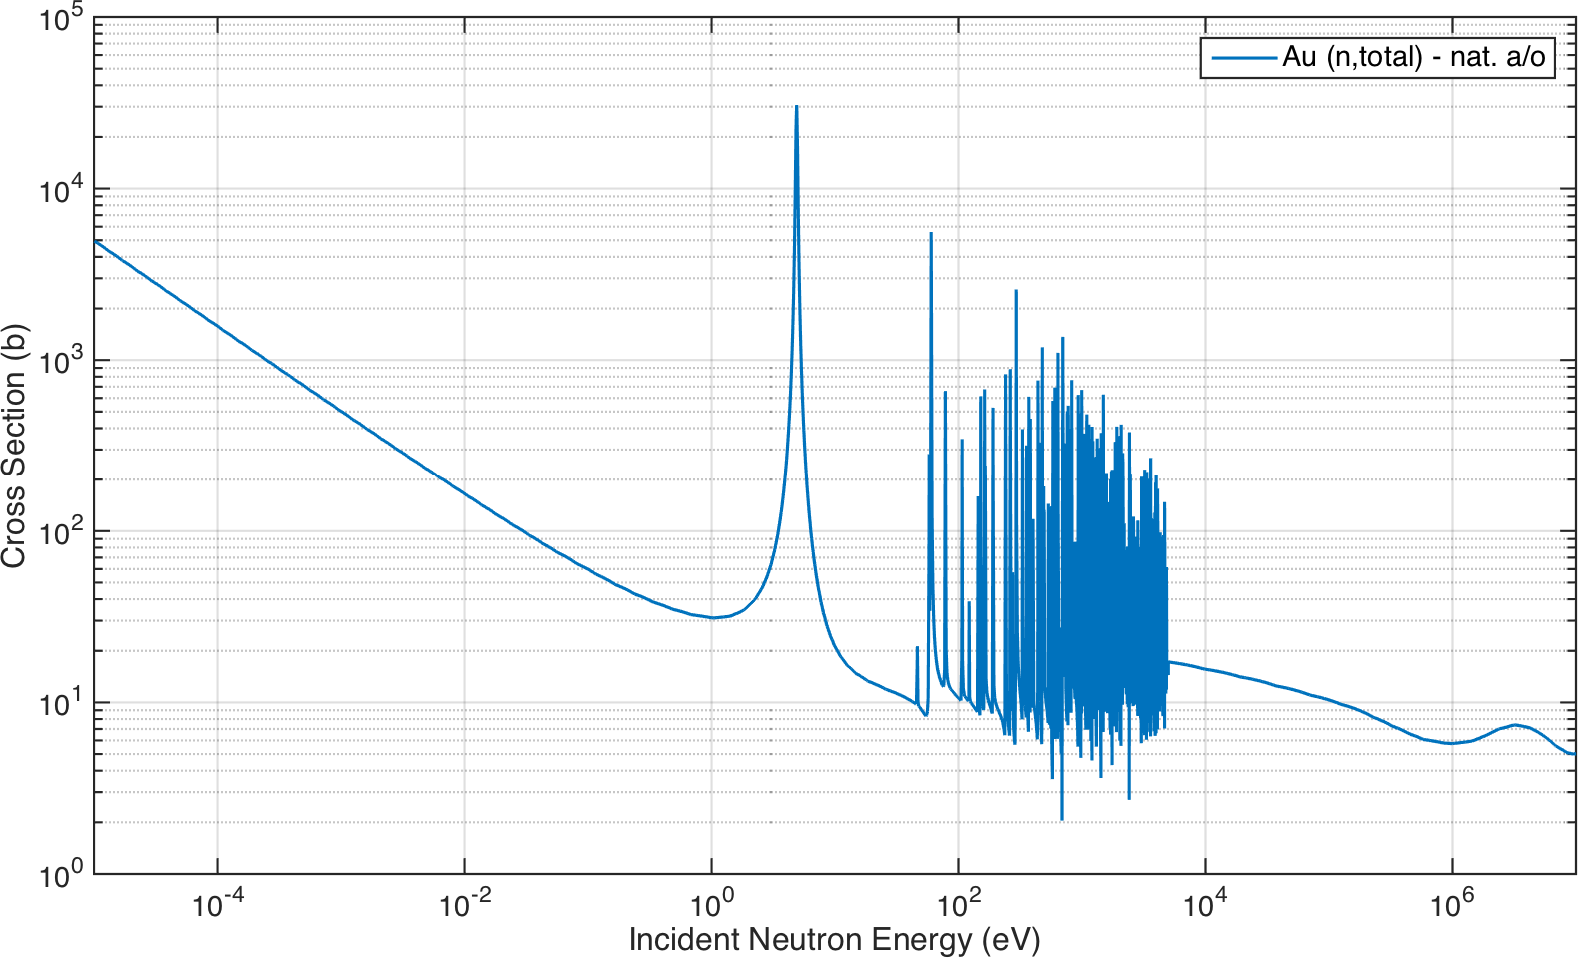 Au (n,total) - nat. a/o
Cross Section (b)
10^5
10^4
10^3
10^2
10^1
10^0
10^-4 10^-2 10^0 10^2 10^4 10^6
Incident Neutron Energy (eV)